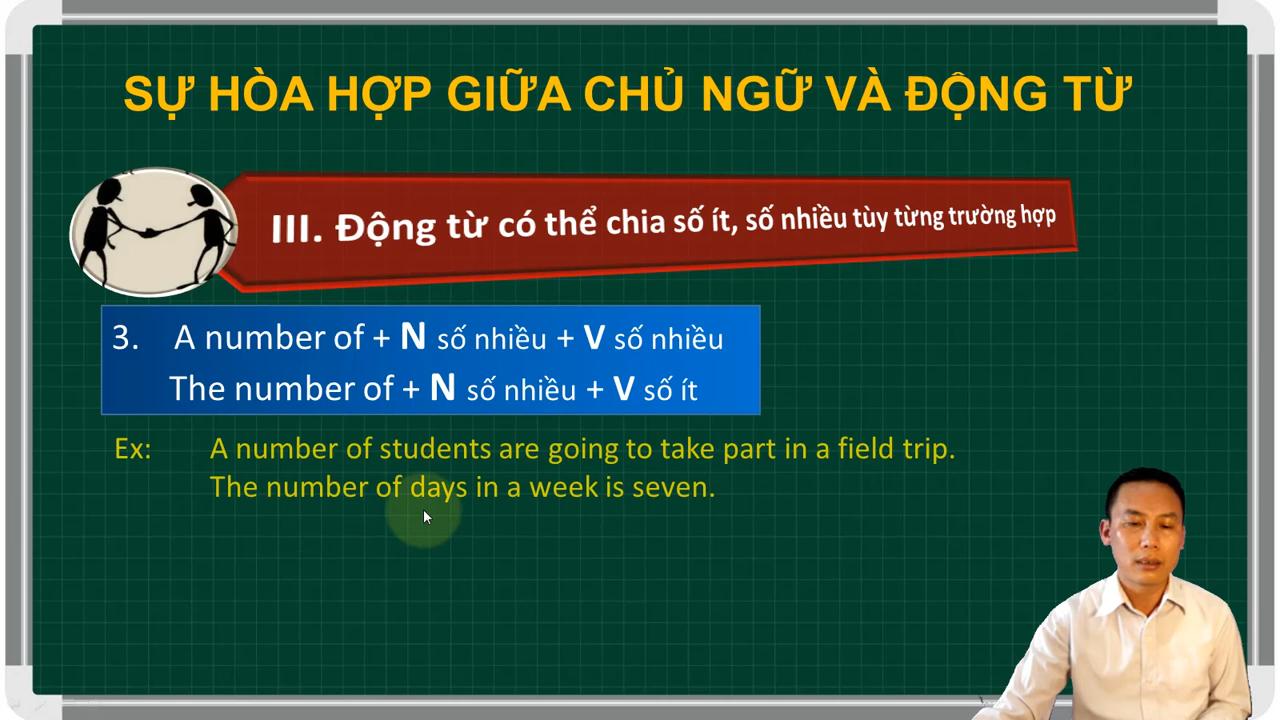 SỰ HÒA HỢP GIỮA CHỦ NGỮ VÀ ĐỘNG TỪ
III. Động từ có thể chia số ít, số nhiều tùy từng trường hợp
3. A number of + N số nhiều + V số nhiều
The number of + N số nhiều + V số ít
Ex: A number of students are going to take part in a field trip.
The number of days in a week is seven.